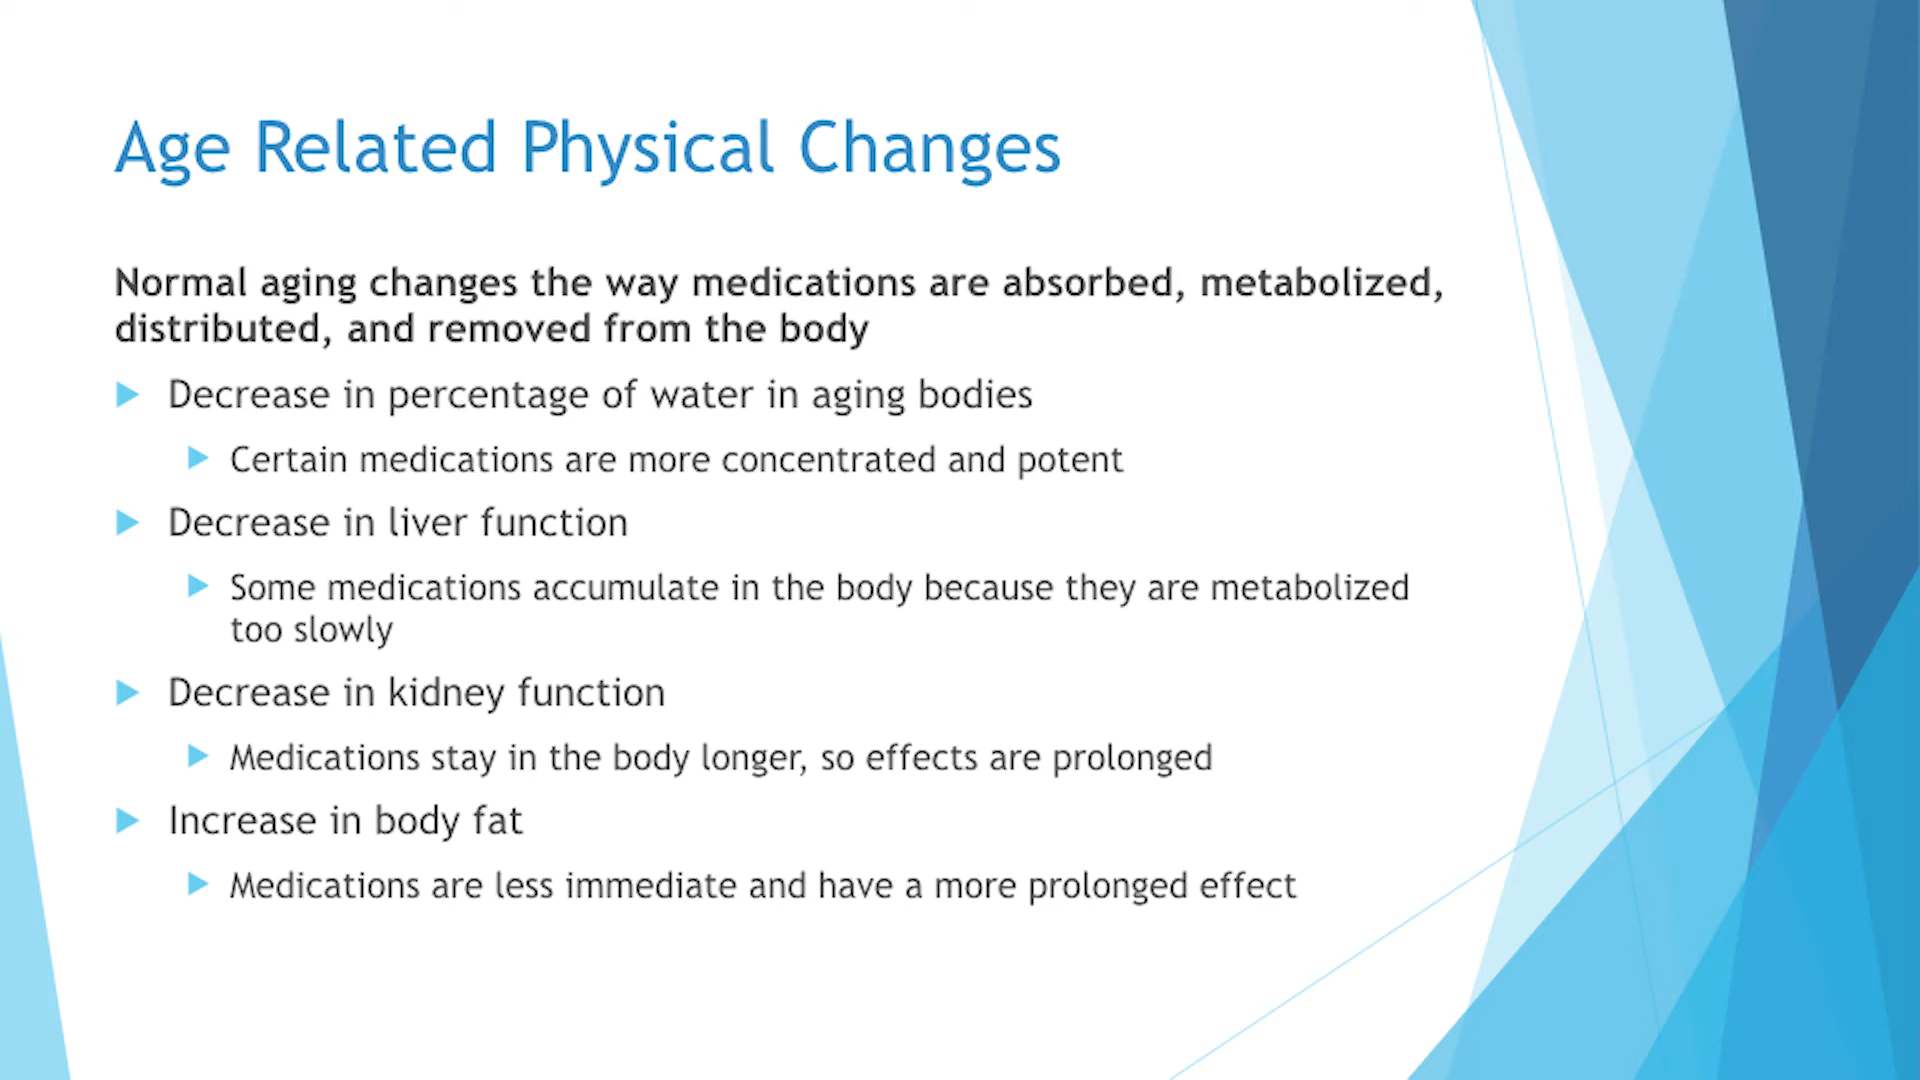 Age Related Physical Changes
Normal aging changes the way medications are absorbed, metabolized,
distributed, and removed from the body
Decrease in percentage of water in aging bodies
Certain medications are more concentrated and potent
Decrease in liver function
Some medications accumulate in the body because they are metabolized
too slowly
Decrease in kidney function
Medications stay in the body longer, so effects are prolonged
Increase in body fat
Medications are less immediate and have a more prolonged effect